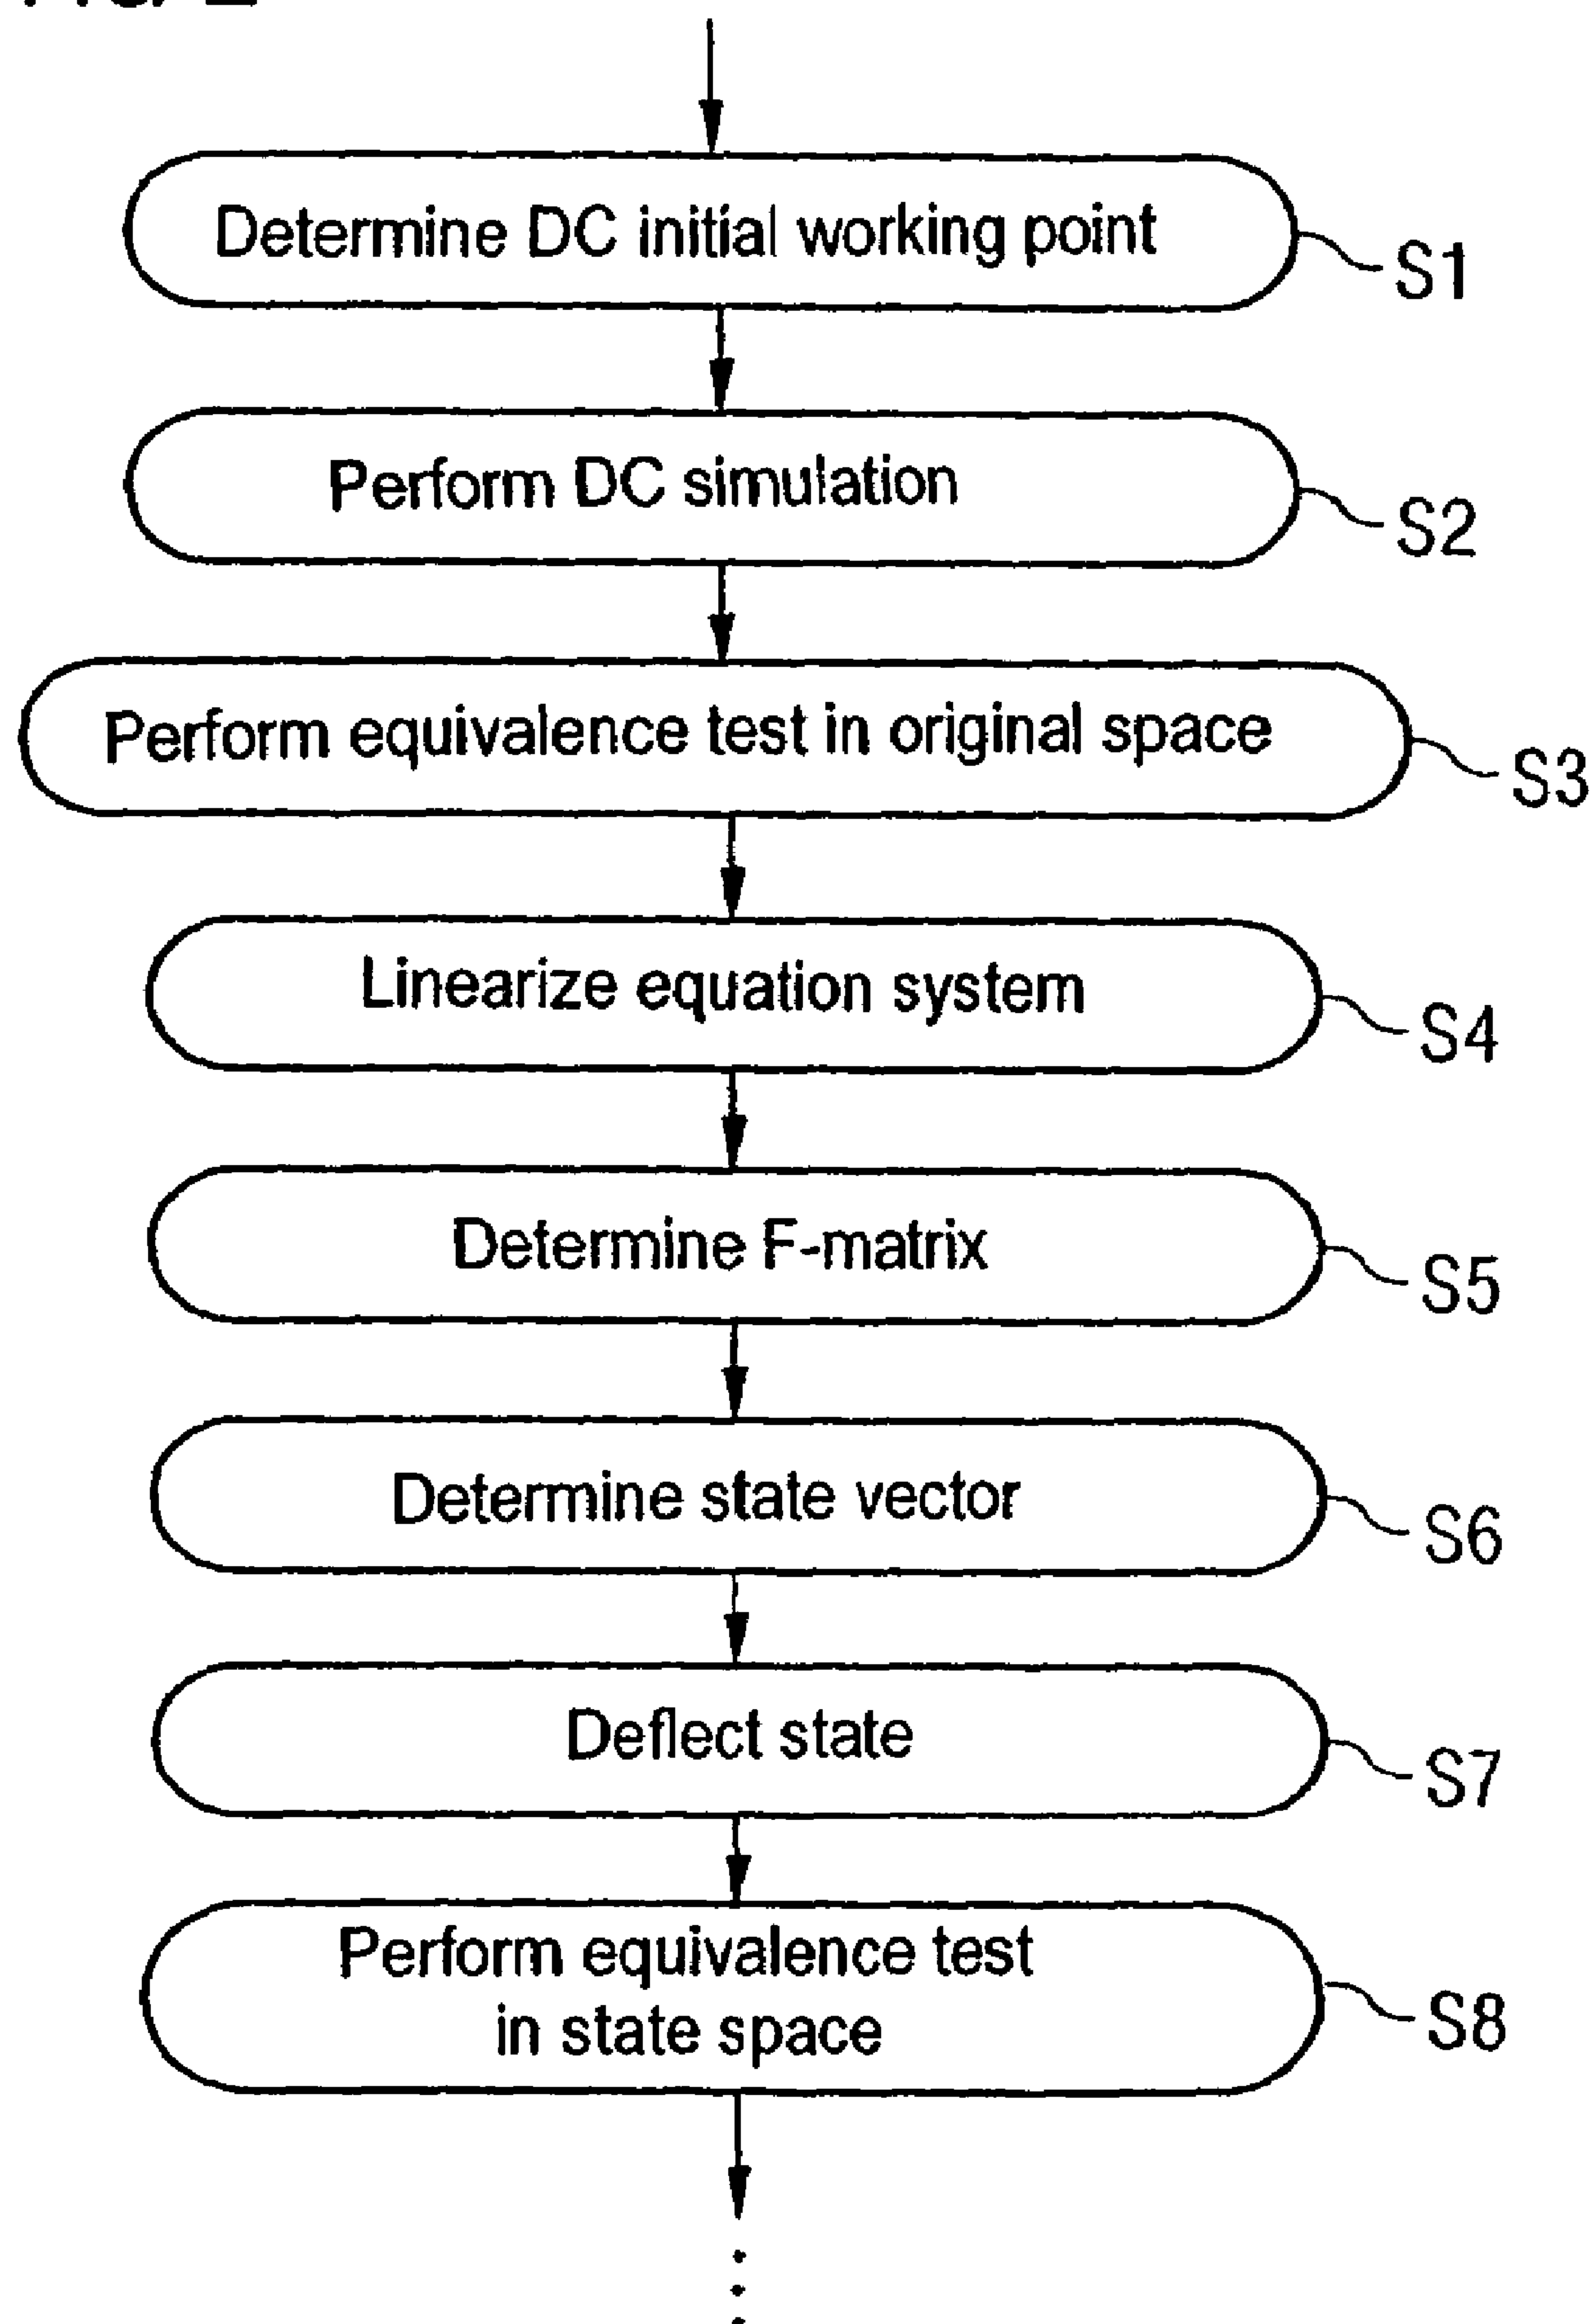 Determine DC initial working point
S1
Perform DC simulation
S2
Perform equivalence test in original space
S3
Linearize equation system
S4
Determine F-matrix
S5
Determine state vector
S6
Deflect state
S7
Perform equivalence test
in state space
S8